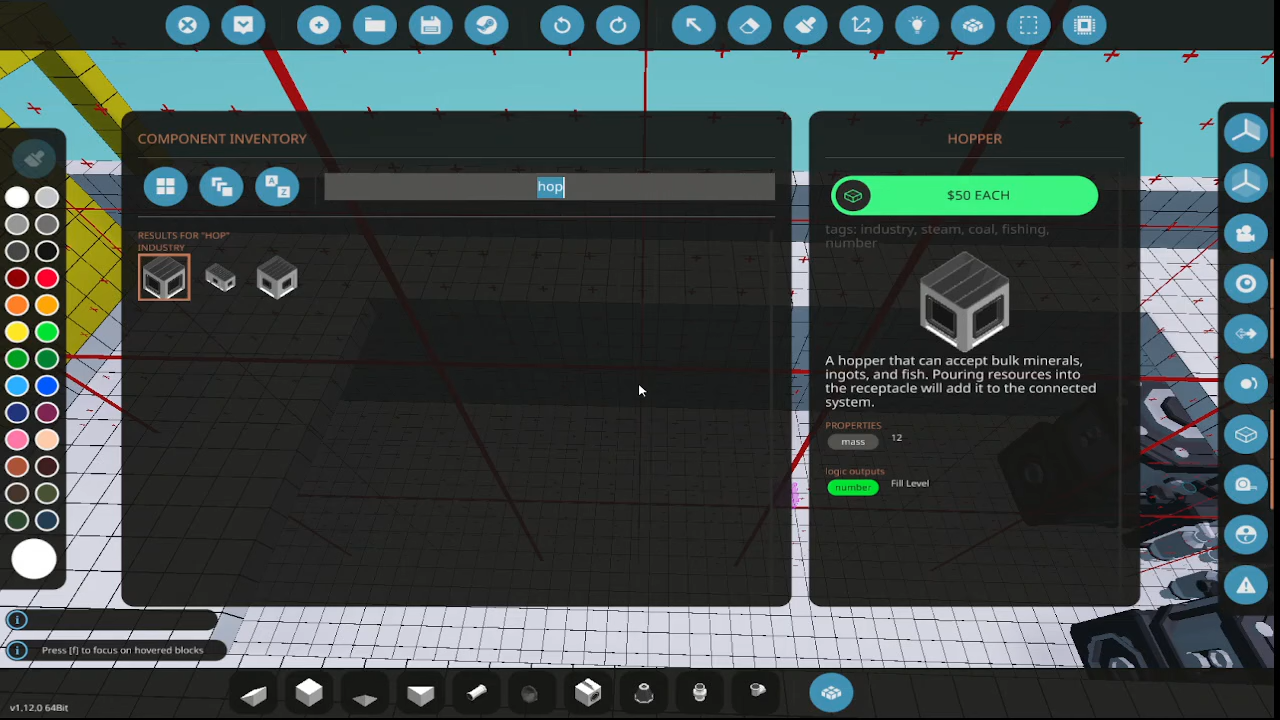 COMPONENT INVENTORY
A
Z
hop
RESULTS FOR "HOP"
INDUSTRY
HOPPER
$50 EACH
tags: industry, steam, coal, fishing,
number
A hopper that can accept bulk minerals,
ingots, and fish. Pouring resources into
the receptacle will add it to the connected
system.
PROPERTIES
mass 12
logic outputs
number Fill Level
Press [f] to focus on hovered blocks
v1.12.0 64Bit